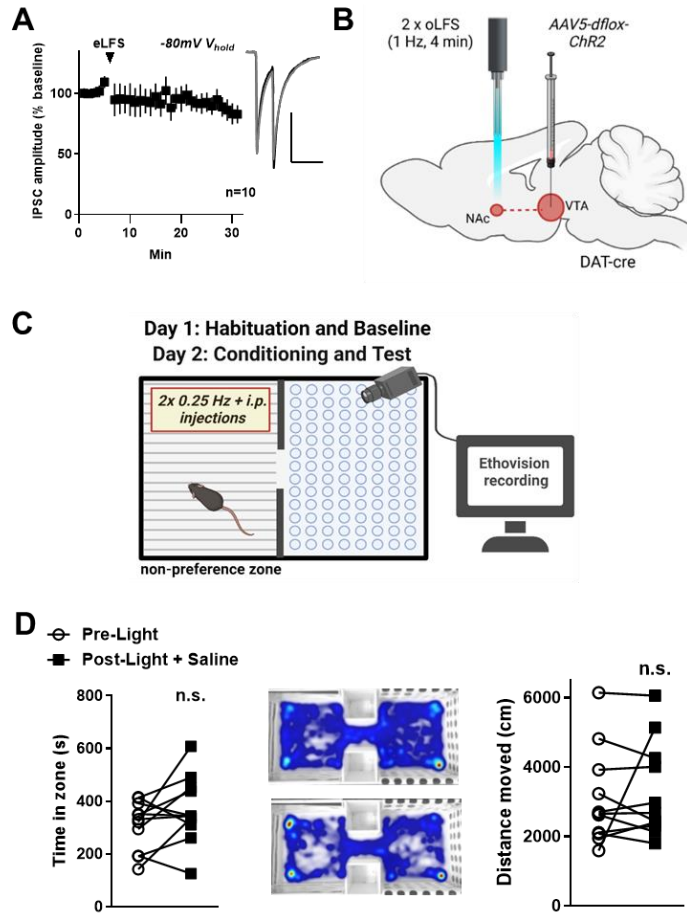 A
eLFS
-80mV Vhold
IPSC amplitude (% baseline)
100
50
0
n=10
0 10 20 30
Min
B
2 x oLFS
(1 Hz, 4 min)
AAV5-dflox-
ChR2
NAc
VTA
DAT-cre
C
Day 1: Habituation and Baseline
Day 2: Conditioning and Test
2x 0.25 Hz + i.p.
injections
Ethovision
recording
non-preference zone
D
Pre-Light
Post-Light + Saline
Time in zone (s)
800
600
400
200
0
n.s.
Distance moved (cm)
6000
4000
2000
0
n.s.